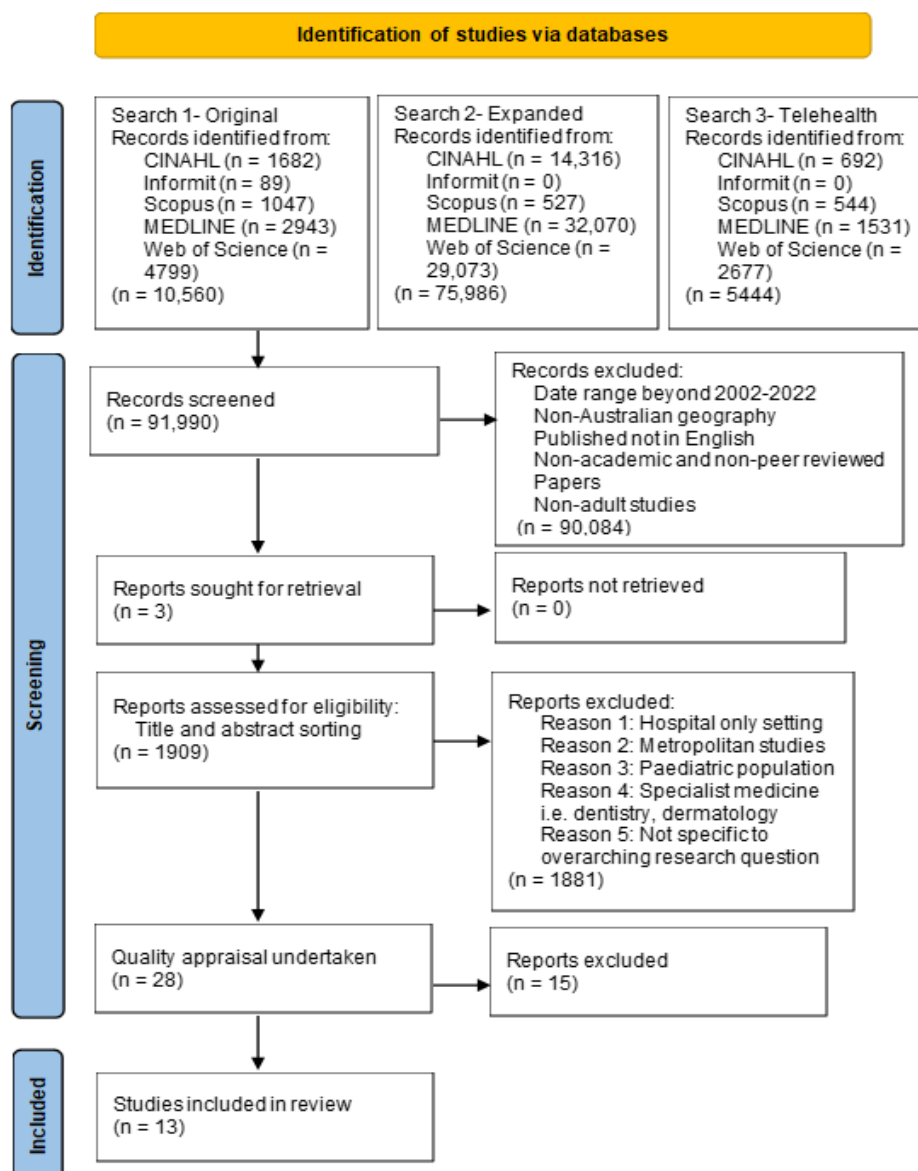 Identification of studies via databases
Identification
Search 1- Original
Records identified from:
CINAHL (n = 1682)
Informit (n = 89)
Scopus (n = 1047)
MEDLINE (n = 2943)
Web of Science (n =
4799)
(n = 10,560)
Search 2- Expanded
Records identified from:
CINAHL (n = 14,316)
Informit (n = 0)
Scopus (n = 527)
MEDLINE (n = 32,070)
Web of Science (n =
29,073)
(n = 75,986)
Search 3- Telehealth
Records identified from:
CINAHL (n = 692)
Informit (n = 0)
Scopus (n = 544)
MEDLINE (n = 1531)
Web of Science (n =
2677)
(n = 5444)
Screening
Records screened
(n = 91,990)
Records excluded:
Date range beyond 2002-2022
Non-Australian geography
Published not in English
Non-academic and non-peer reviewed
Papers
Non-adult studies
(n = 90,084)
Reports sought for retrieval
(n = 3)
Reports not retrieved
(n = 0)
Reports assessed for eligibility:
Title and abstract sorting
(n = 1909)
Reports excluded:
Reason 1: Hospital only setting
Reason 2: Metropolitan studies
Reason 3: Paediatric population
Reason 4: Specialist medicine
i.e. dentistry, dermatology
Reason 5: Not specific to
overarching research question
(n = 1881)
Quality appraisal undertaken
(n = 28)
Reports excluded
(n = 15)
Included
Studies included in review
(n = 13)